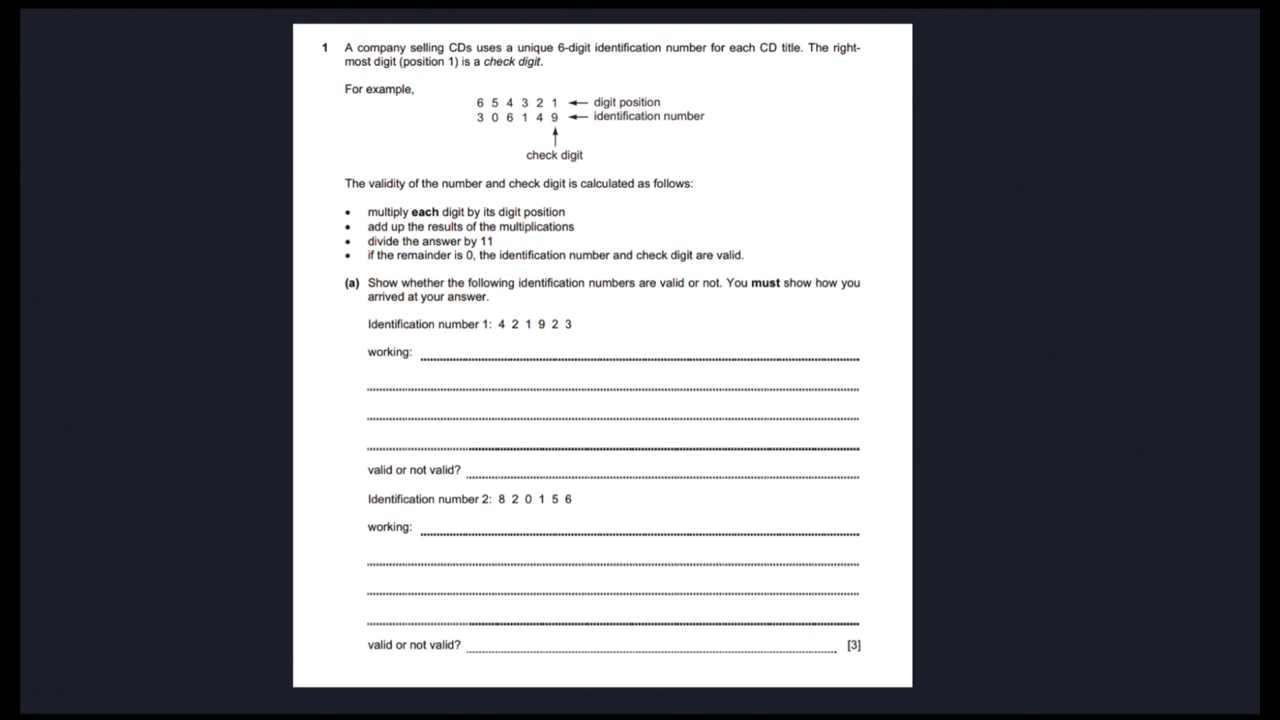 1 A company selling CDs uses a unique 6-digit identification number for each CD title. The right-
most digit (position 1) is a check digit.
For example,
6 5 4 3 2 1 ← digit position
3 0 6 1 4 9 ← identification number
↑
check digit
The validity of the number and check digit is calculated as follows:
• multiply each digit by its digit position
• add up the results of the multiplications
• divide the answer by 11
• if the remainder is 0, the identification number and check digit are valid.
(a) Show whether the following identification numbers are valid or not. You must show how you
arrived at your answer.
Identification number 1: 4 2 1 9 2 3
working:
valid or not valid?
Identification number 2: 8 2 0 1 5 6
working:
valid or not valid? [3]